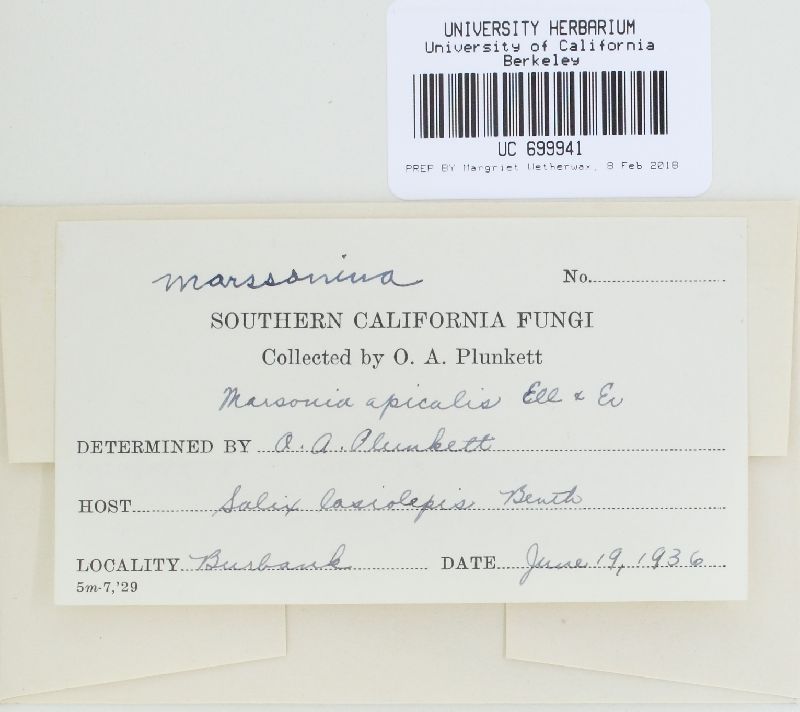 UNIVERSITY HERBARIUM
University of California
Berkeley
UC 699941
PREP BY Margriet Wetherwax, 8 Feb 2018
Marssonina No.
SOUTHERN CALIFORNIA FUNGI
Collected by O. A. Plunkett
Marsonia apicalis Ell & Ev
DETERMINED BY O. A. Plunkett
HOST Salix lasiolepis Benth
LOCALITY Burbank DATE June 19, 1936
5m-7,'29